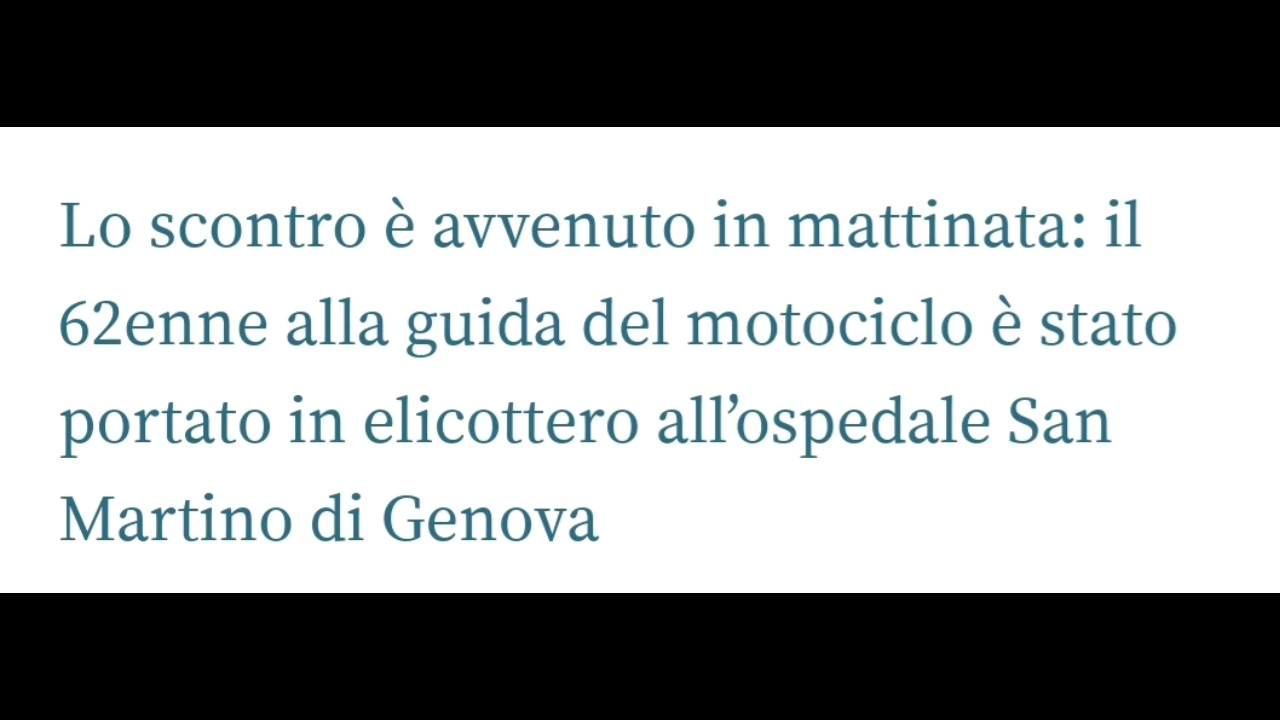 Lo scontro è avvenuto in mattinata: il
62enne alla guida del motociclo è stato
portato in elicottero all’ospedale San
Martino di Genova